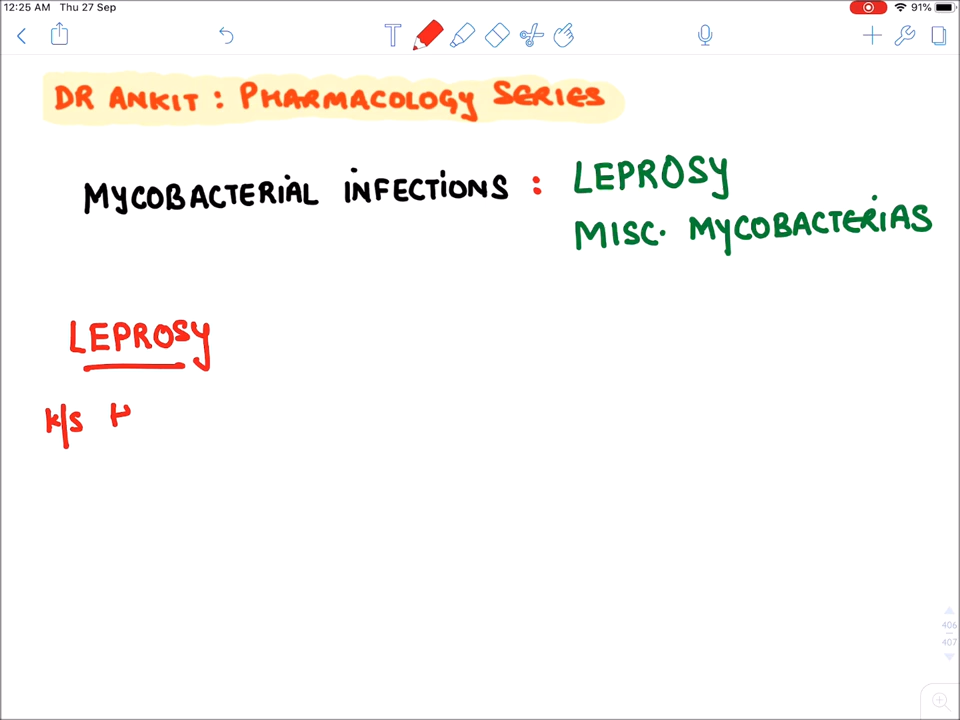 12:25 AM Thu 27 Sep 91%
T
DR ANKIT : PHARMACOLOGY SERIES
MYCOBACTERIAL INFECTIONS : LEPROSY
MISC. MYCOBACTERIAS
LEPROSY
K/S
406
407